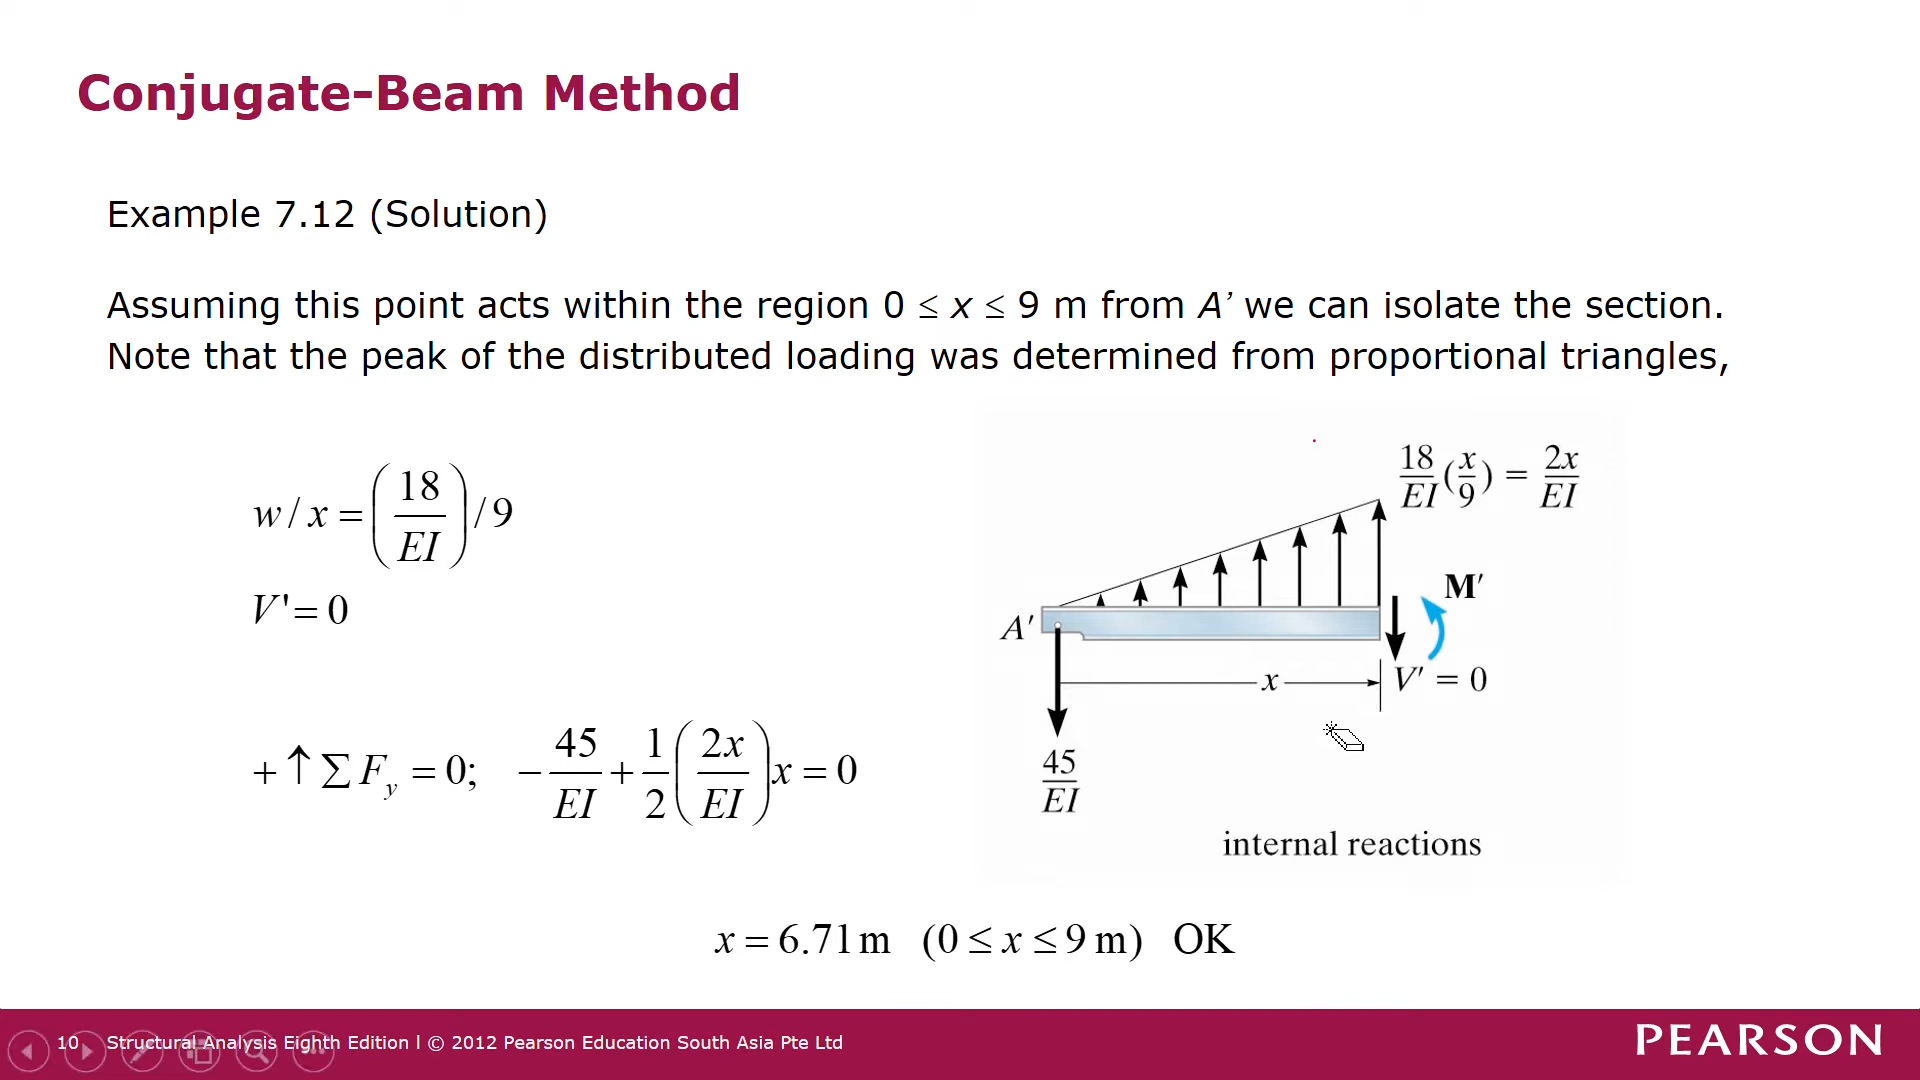 Conjugate-Beam Method
Example 7.12 (Solution)
Assuming this point acts within the region 0 ≤ x ≤ 9 m from A’ we can isolate the section.
Note that the peak of the distributed loading was determined from proportional triangles,
w / x = (18/EI) / 9
V' = 0
+ ↑ ∑ F_y = 0; − 45/EI + 1/2 (2x/EI) x = 0
18/EI (x/9) = 2x/EI
M′
A′
x
V′ = 0
45/EI
internal reactions
x = 6.71 m (0 ≤ x ≤ 9 m) OK
10 Structural Analysis Eighth Edition l © 2012 Pearson Education South Asia Pte Ltd
PEARSON